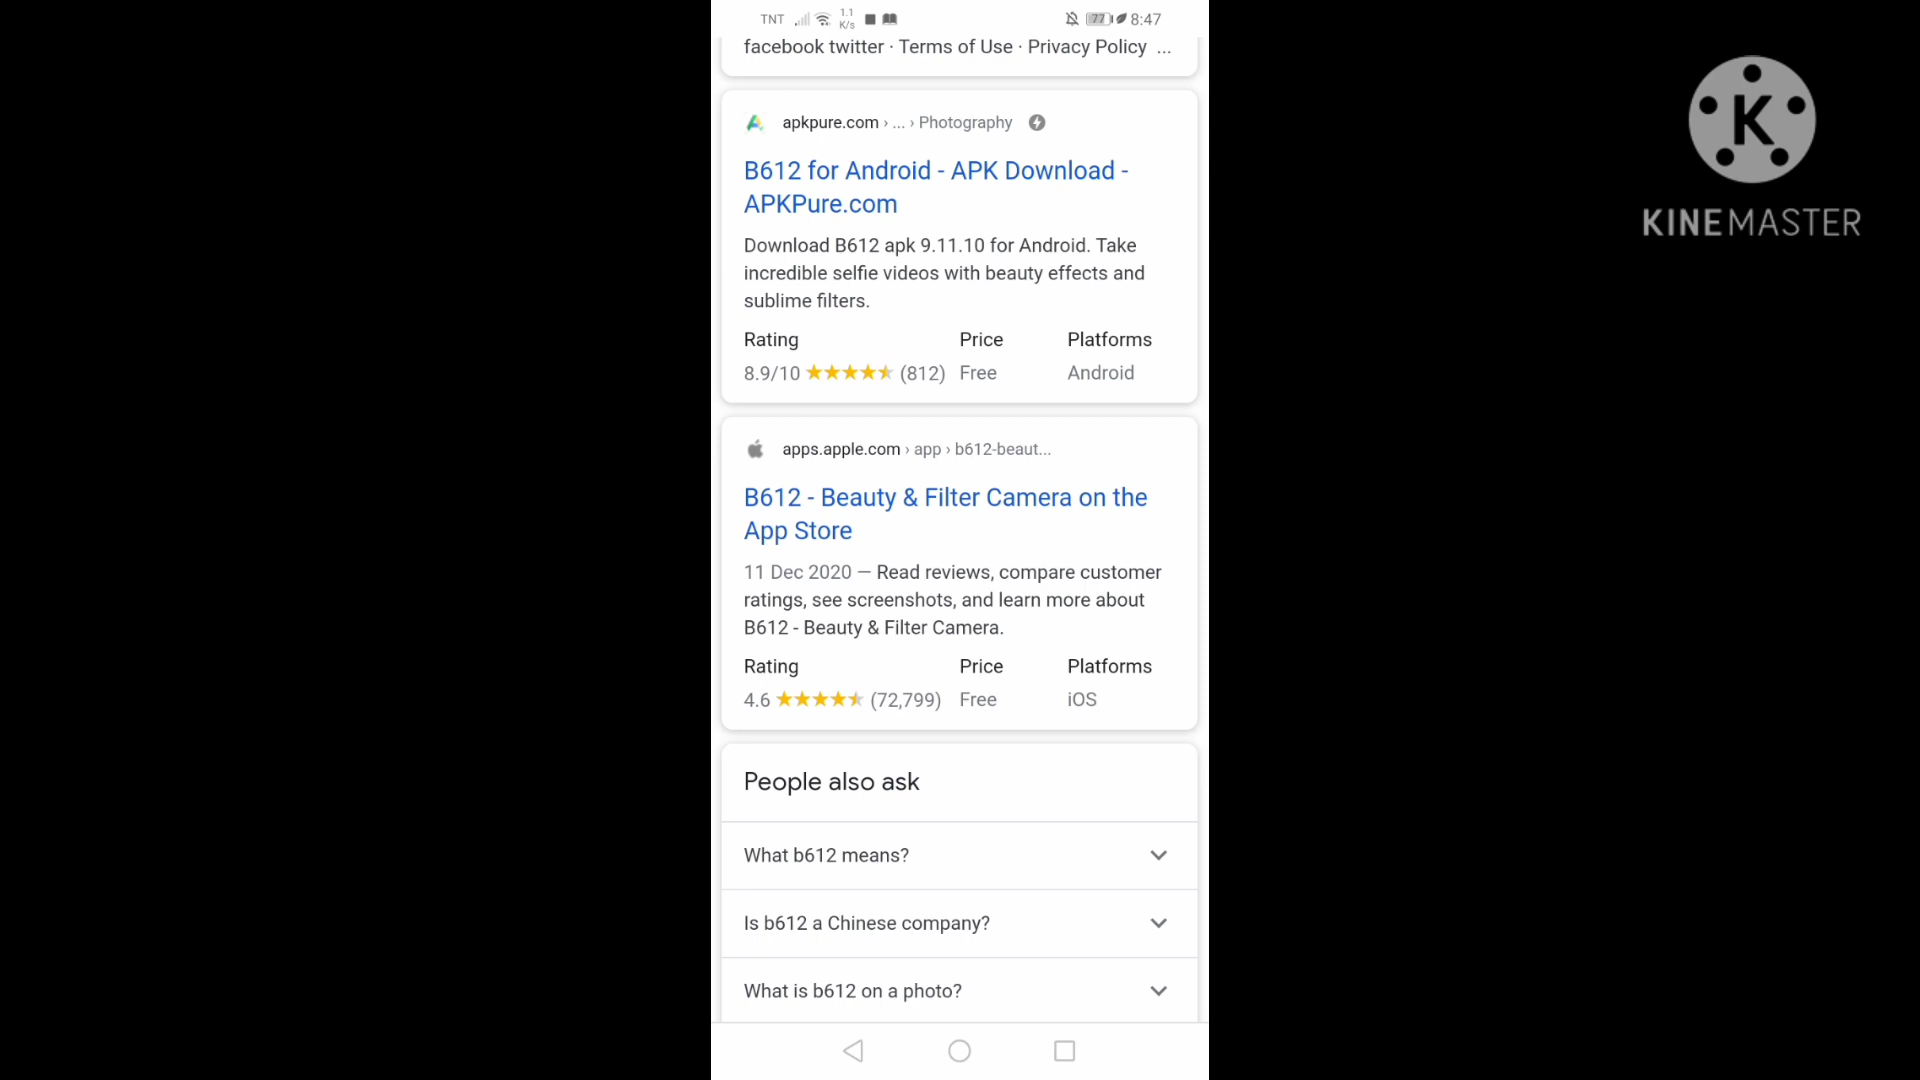 TNT 1.1 K/s 77 8:47
facebook twitter · Terms of Use · Privacy Policy ...
apkpure.com › ... › Photography
B612 for Android - APK Download -
APKPure.com
Download B612 apk 9.11.10 for Android. Take
incredible selfie videos with beauty effects and
sublime filters.
Rating Price Platforms
8.9/10 ★★★★★ (812) Free Android
apps.apple.com › app › b612-beaut...
B612 - Beauty & Filter Camera on the
App Store
11 Dec 2020 — Read reviews, compare customer
ratings, see screenshots, and learn more about
B612 - Beauty & Filter Camera.
Rating Price Platforms
4.6 ★★★★★ (72,799) Free iOS
People also ask
What b612 means?
Is b612 a Chinese company?
What is b612 on a photo?
K
KINEMASTER